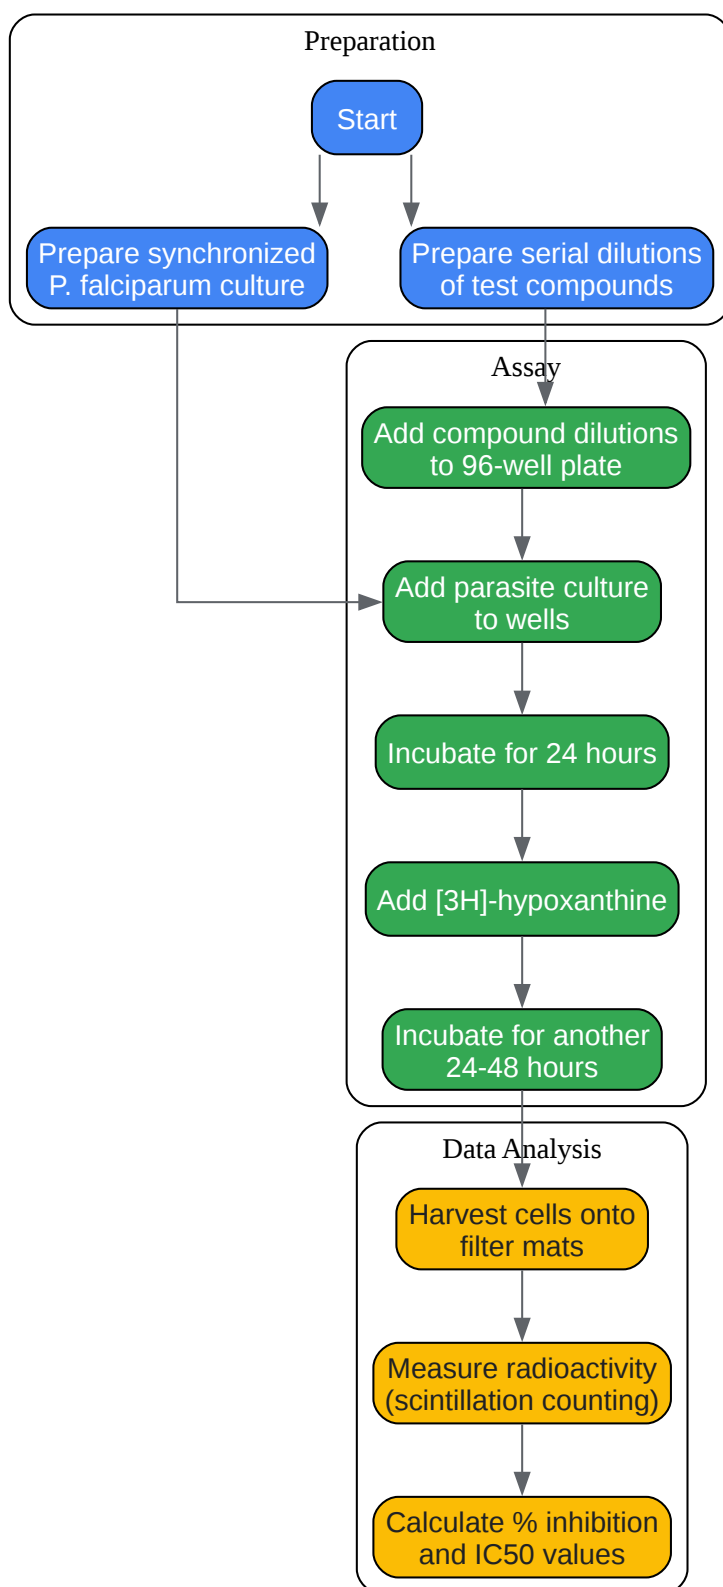 Preparation
Start
Prepare synchronized
P. falciparum culture
Prepare serial dilutions
of test compounds
Assay
Add compound dilutions
to 96-well plate
Add parasite culture
to wells
Incubate for 24 hours
Add [3H]-hypoxanthine
Incubate for another
24-48 hours
Data Analysis
Harvest cells onto
filter mats
Measure radioactivity
(scintillation counting)
Calculate % inhibition
and IC50 values